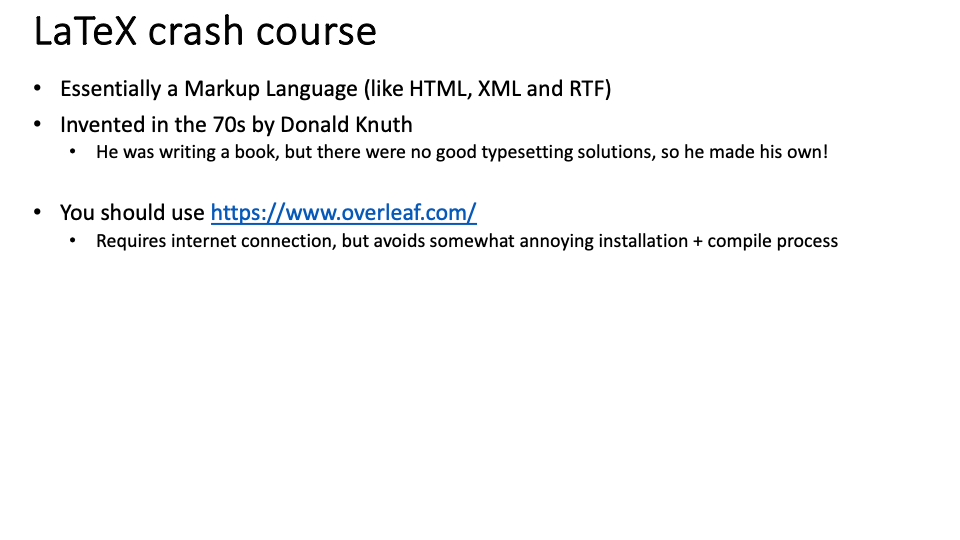 LaTeX crash course
• Essentially a Markup Language (like HTML, XML and RTF)
• Invented in the 70s by Donald Knuth
• He was writing a book, but there were no good typesetting solutions, so he made his own!
• You should use https://www.overleaf.com/
• Requires internet connection, but avoids somewhat annoying installation + compile process